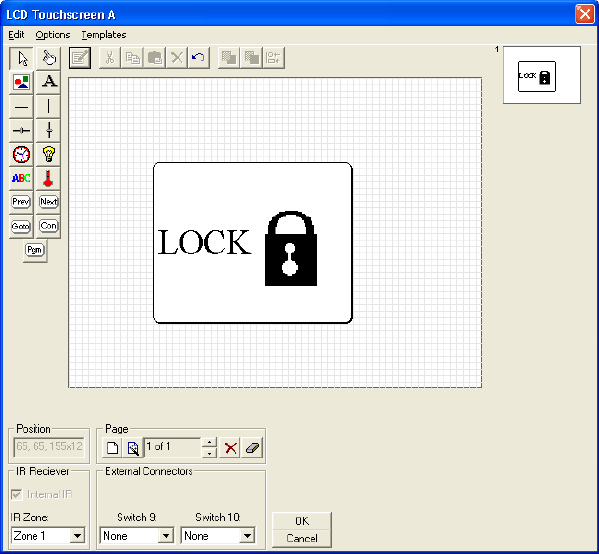 LCD Touchscreen A
Edit Options Templates
1
LOCK
A
ABC
Prev Next
Goto Con
Pgm
LOCK
Position
65, 65, 155x12
Page
1 of 1
IR Reciever
Internal IR
IR Zone:
Zone 1
External Connectors
Switch 9: Switch 10:
None None
OK
Cancel